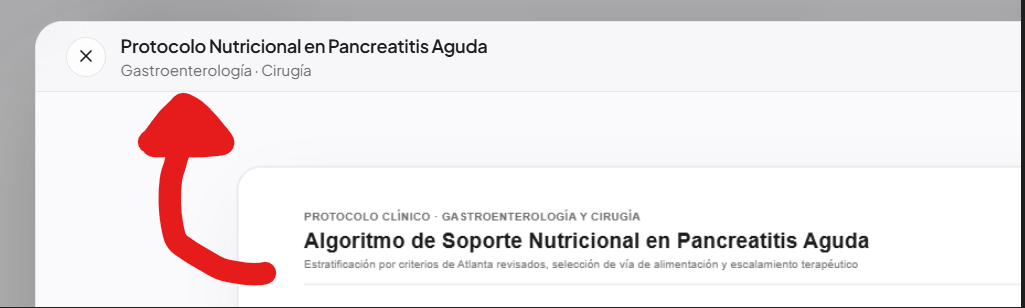 Protocolo Nutricional en Pancreatitis Aguda
Gastroenterología · Cirugía
PROTOCOLO CLÍNICO · GASTROENTEROLOGÍA Y CIRUGÍA
Algoritmo de Soporte Nutricional en Pancreatitis Aguda
Estratificación por criterios de Atlanta revisados, selección de vía de alimentación y escalamiento terapéutico